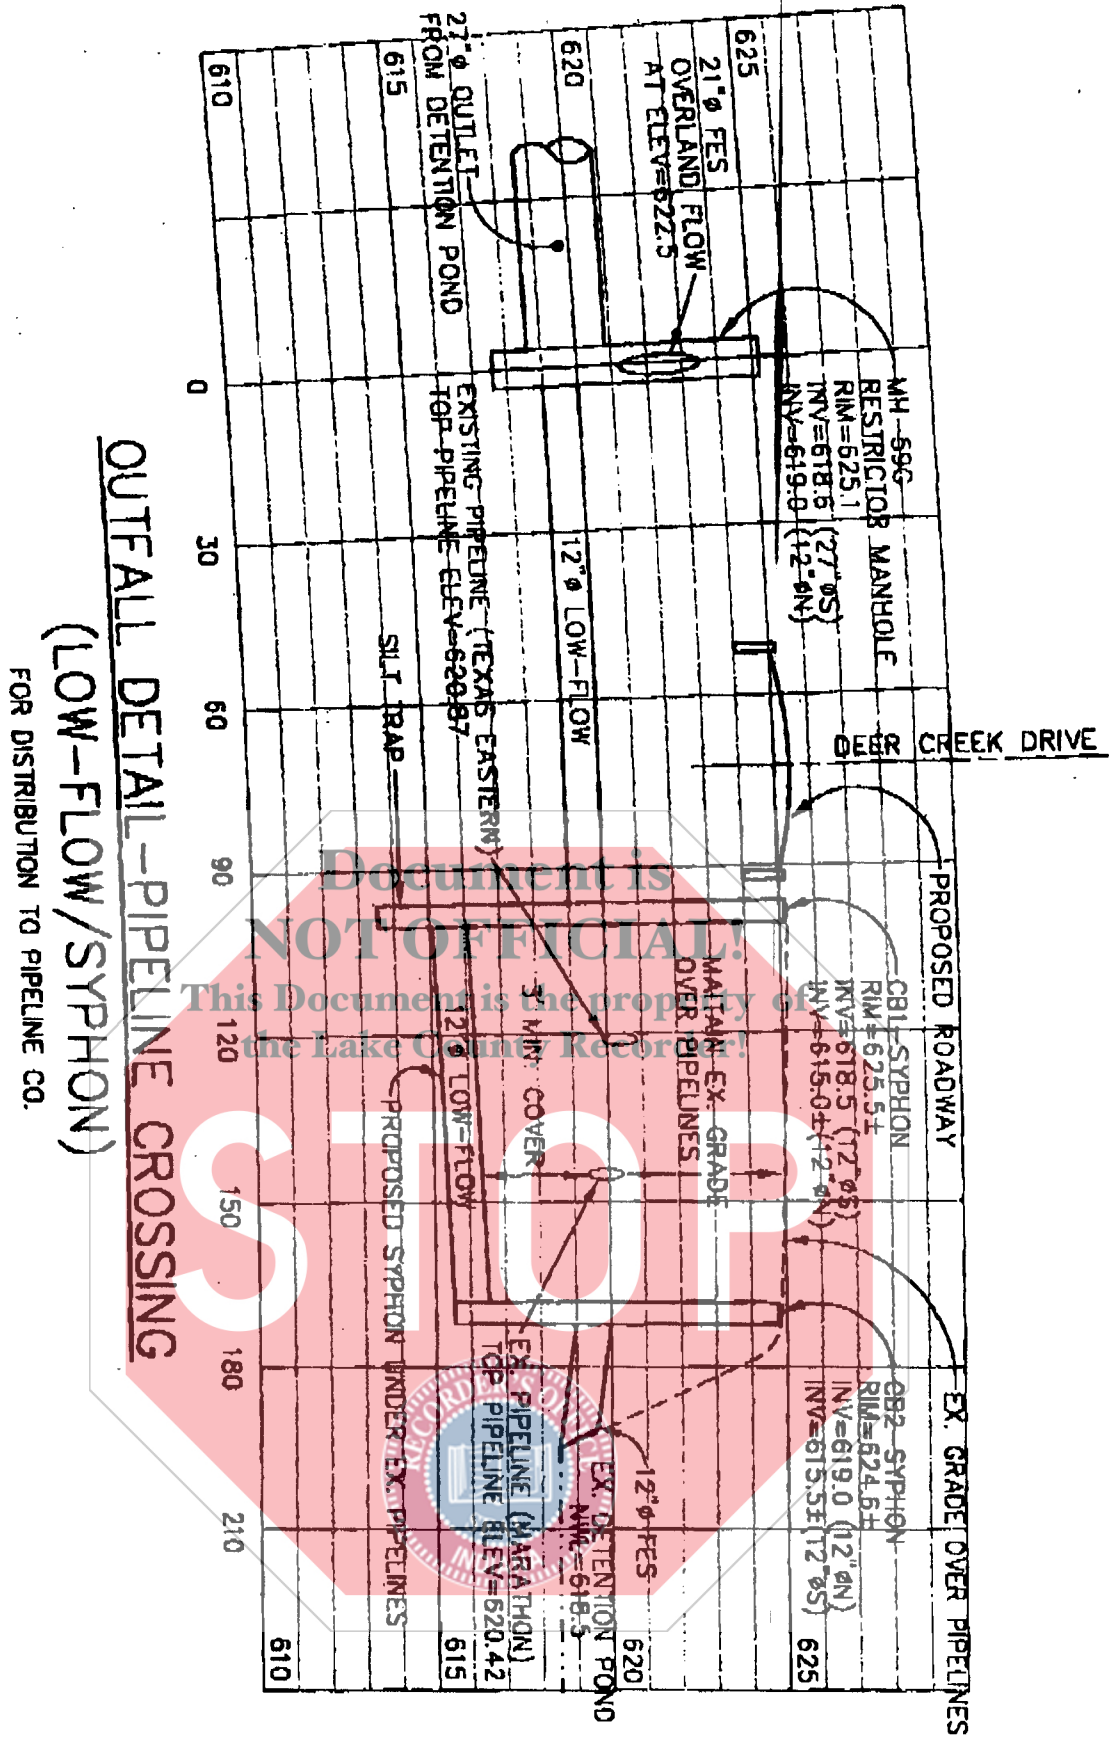 625
620
615
610
21"ø FES
OVERLAND FLOW
AT ELEV=622.5
27"ø OUTLET
FROM DETENTION POND
MH-59G
RESTRICTOR MANHOLE
RIM=625.1
INV=618.6 (27"øS)
INV=619.0 (12"øN)
EXISTING PIPELINE (TEXAS EASTERN)
TOP PIPELINE ELEV=620.87
12"ø LOW-FLOW
SILT TRAP
DEER CREEK DRIVE
PROPOSED ROADWAY
CB1-SYPHON
RIM=625.5±
INV=618.5 (12"øS)
INV=615.0±(12"øN)
MATAIN EX. GRADE
OVER PIPELINES
3' MIN. COVER
12"ø LOW-FLOW
PROPOSED SYPHON UNDER EX. PIPELINES
EX. GRADE OVER PIPELINES
CB2 SYPHON
RIM=624.6±
INV=619.0 (12"øN)
INV=615.5±(12"øS)
12"ø FES
EX. DETENTION POND
NWL=618.5
EX. PIPELINE (MARATHON)
TOP PIPELINE ELEV=620.42
625
620
615
610
0
30
60
90
120
150
180
210
OUTFALL DETAIL-PIPELINE CROSSING
(LOW-FLOW/SYPHON)
FOR DISTRIBUTION TO PIPELINE CO.
Document is
NOT OFFICIAL!
This Document is the property of
the Lake County Recorder!
STOP
RECORDER'S OFFICE
INDIANA